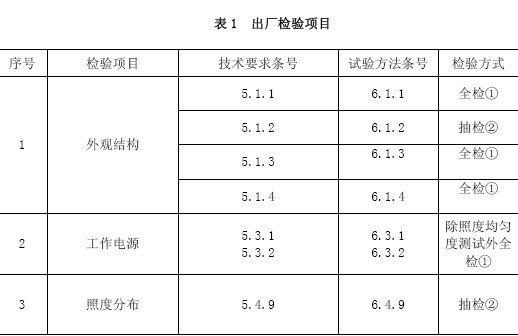 表 1 出厂检验项目
序号 检验项目 技术要求条号 试验方法条号 检验方式
1 外观结构 5.1.1 6.1.1 全检①
5.1.2 6.1.2 抽检②
5.1.3 6.1.3 全检①
5.1.4 6.1.4 全检①
2 工作电源 5.3.1 6.3.1 除照度均匀
5.3.2 6.3.2 度测试外全
检①
3 照度分布 5.4.9 6.4.9 抽检②